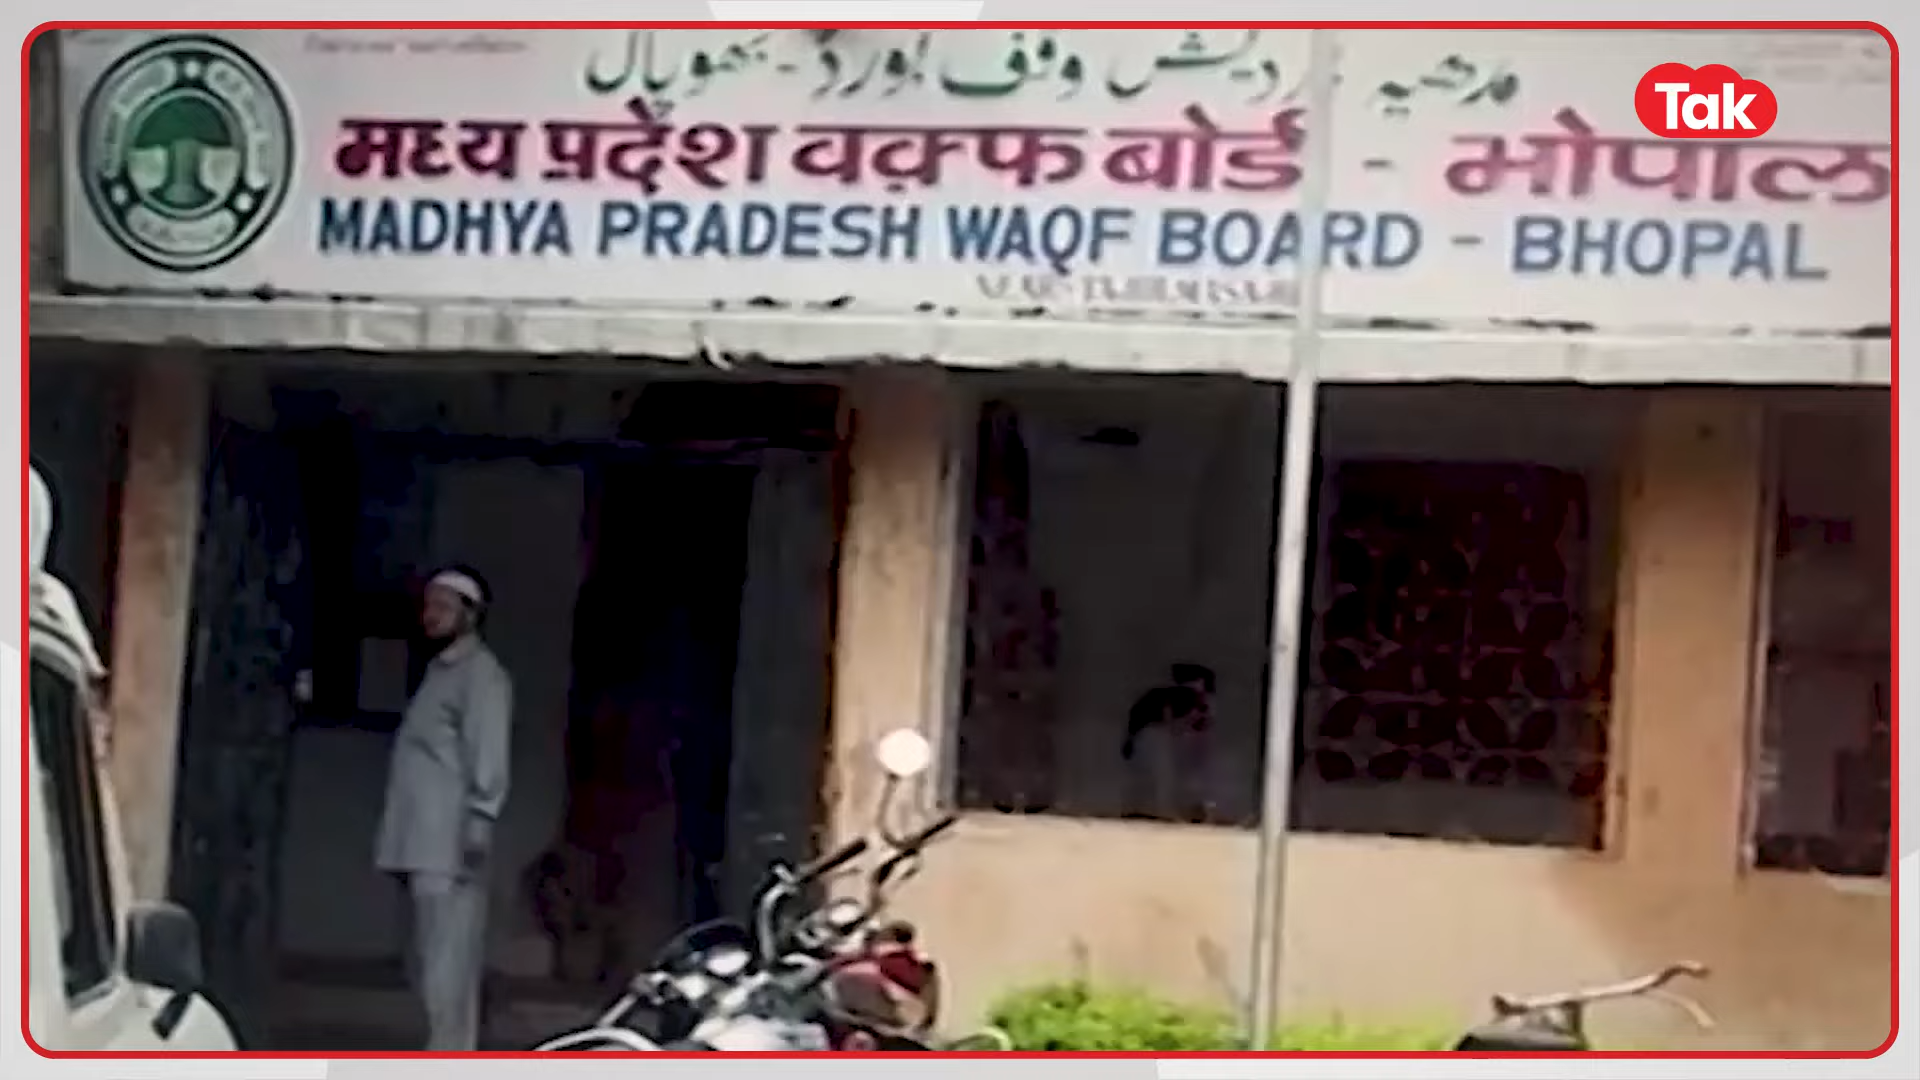 مدھیہ پردیش وقف بورڈ - بھوپال
मध्य प्रदेश वक़्फ बोर्ड - भोपाल
MADHYA PRADESH WAQF BOARD - BHOPAL
Tak